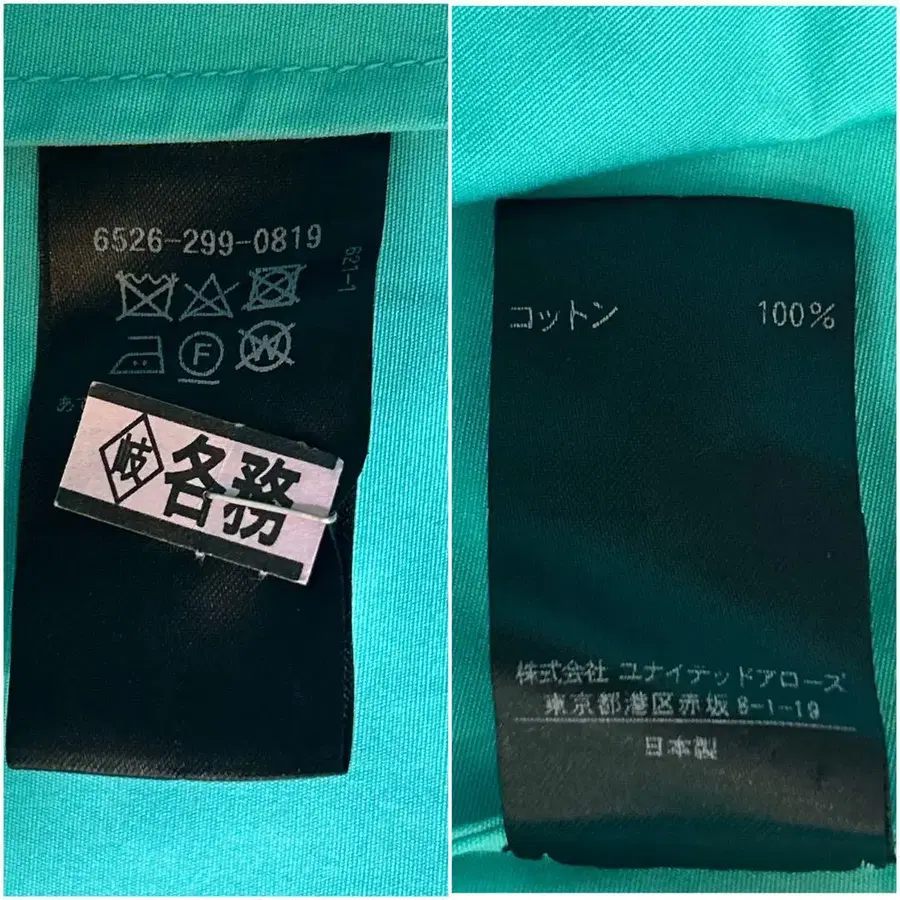 6526-299-0819
621-1
F
W
岐
各務
コットン 100%
株式会社 ユナイテッドアローズ
東京都港区赤坂 8-1-19
日本製